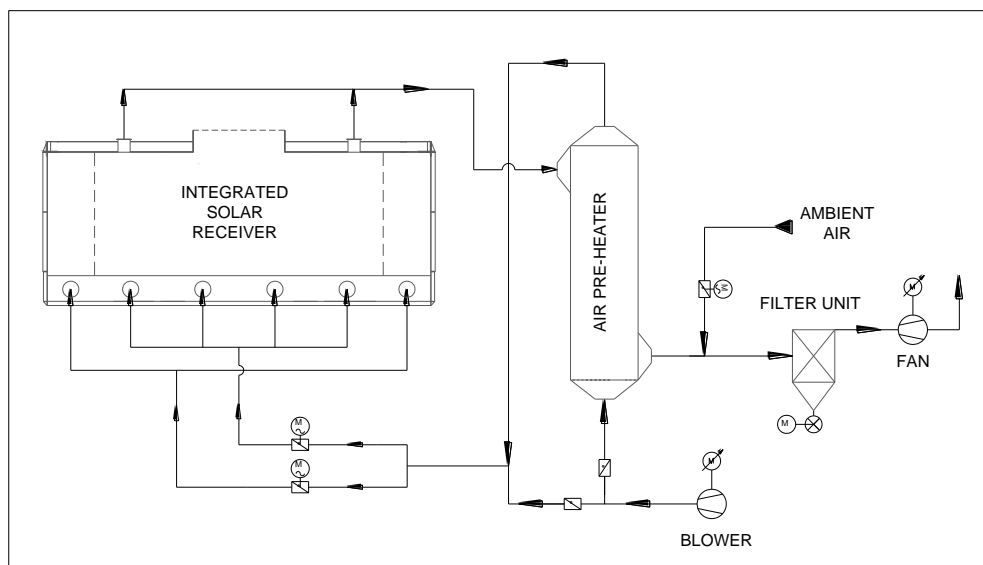 INTEGRATED
SOLAR
RECEIVER
AIR PRE-HEATER
AMBIENT
AIR
M
FILTER UNIT
M
FAN
M
M
M
M
BLOWER